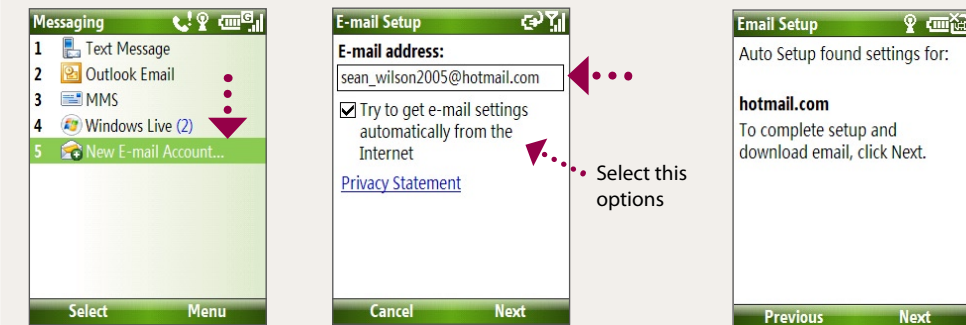 Messaging
1 Text Message
2 Outlook Email
3 MMS
4 Windows Live (2)
5 New E-mail Account...
Select Menu
E-mail Setup
E-mail address:
sean_wilson2005@hotmail.com
Try to get e-mail settings
automatically from the
Internet
Privacy Statement
Cancel Next
Select this
options
Email Setup
Auto Setup found settings for:
hotmail.com
To complete setup and
download email, click Next.
Previous Next